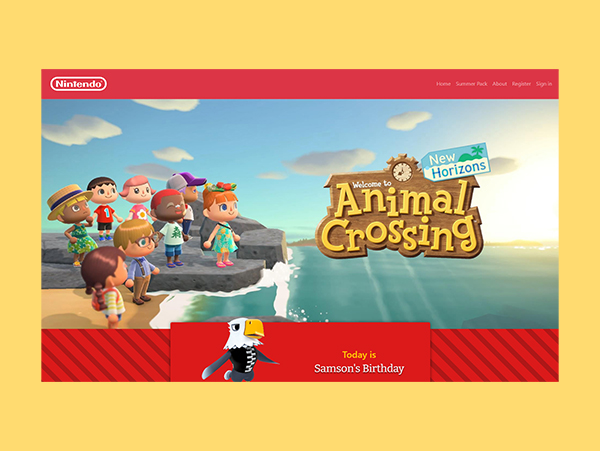 Nintendo
Home Summer Pack About Register Sign in
New
Horizons
Welcome to
Animal
Crossing
Today is
Samson's Birthday